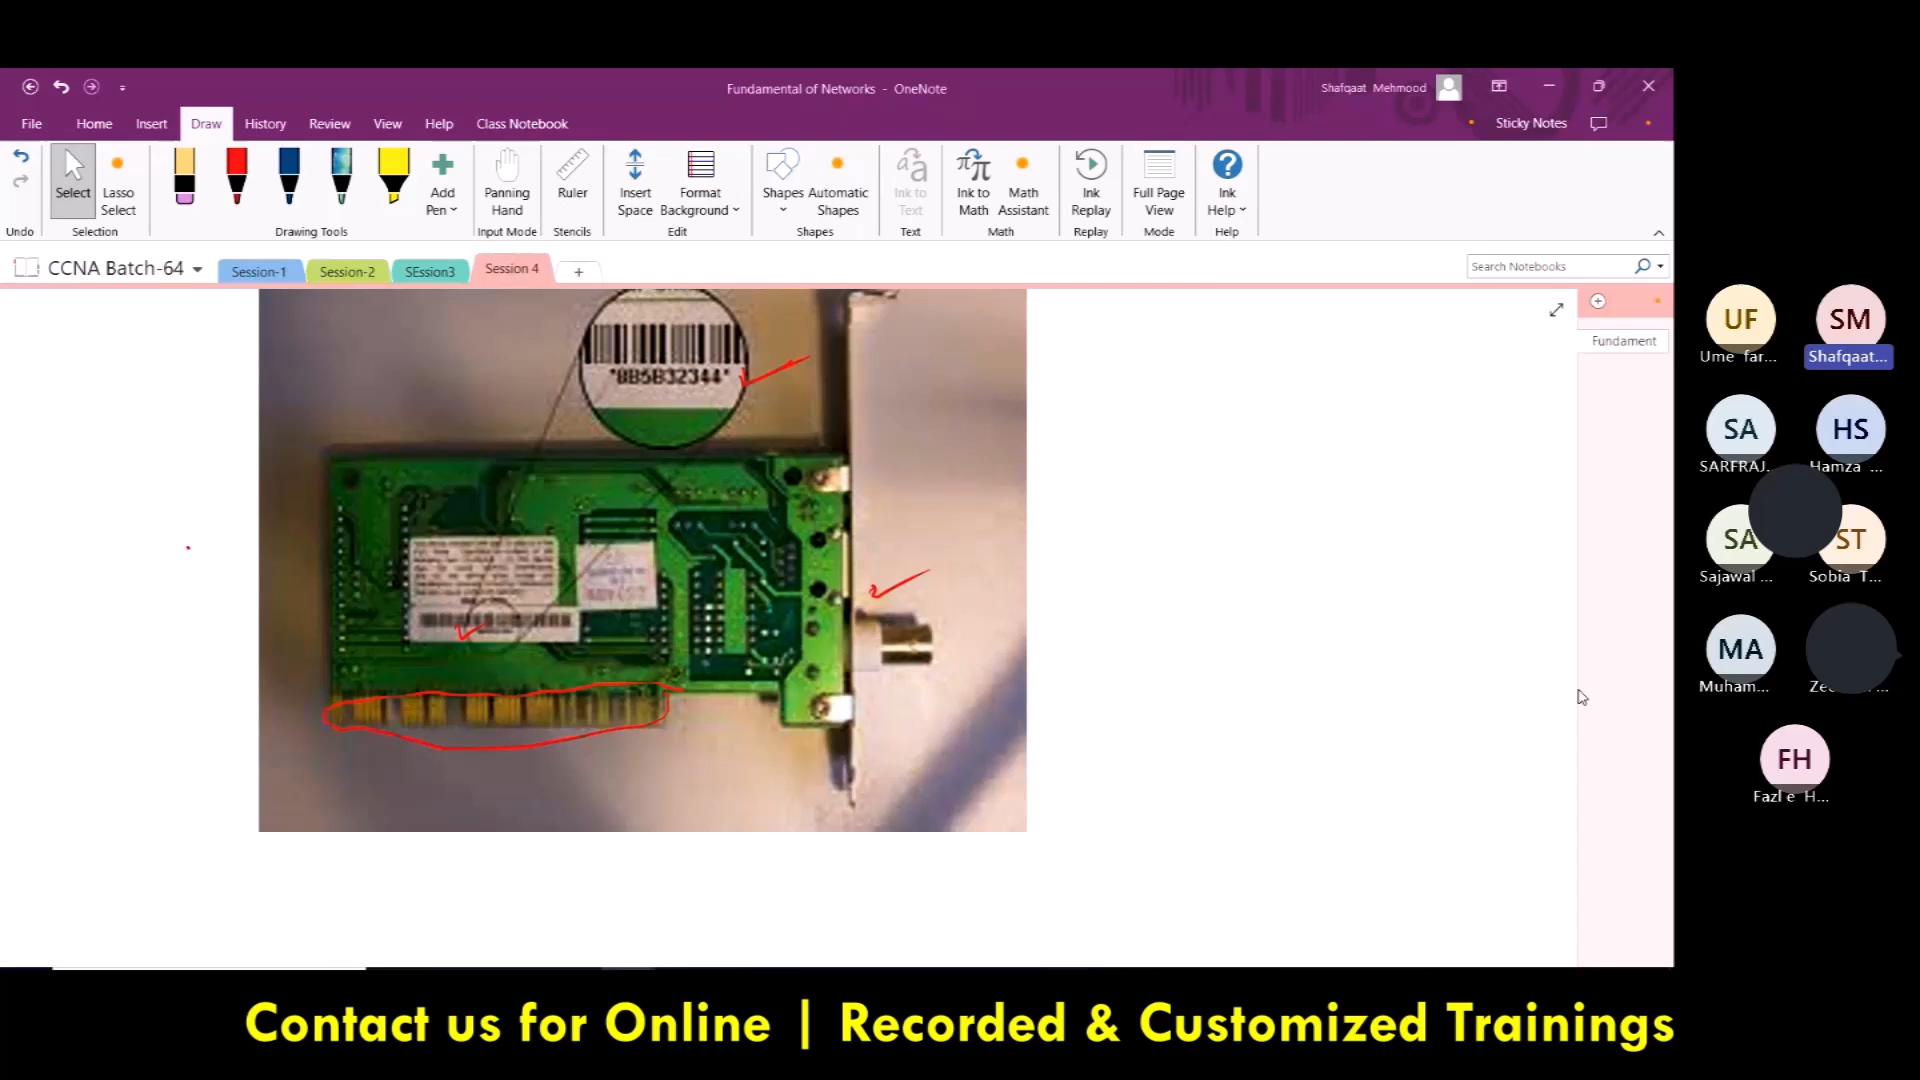 Fundamental of Networks - OneNote
Shafqaat Mehmood
File Home Insert Draw History Review View Help Class Notebook
Sticky Notes
Select
Lasso Select
Add Pen
Panning Hand
Ruler
Insert Space
Format Background
Shapes
Automatic Shapes
Ink to Text
Ink to Math
Math Assistant
Ink Replay
Full Page View
Ink Help
Undo Selection Drawing Tools Input Mode Stencils Edit Shapes Text Math Replay Mode Help
CCNA Batch-64 Session-1 Session-2 SEssion3 Session 4
Search Notebooks
Fundament
*8B5B32344*
UF SM
Ume far... Shafqaat...
SA HS
SARFRAJ... Hamza ...
SA ST
Sajawal ... Sobia T...
MA
Muham...
FH
Fazl e H...
Contact us for Online | Recorded & Customized Trainings